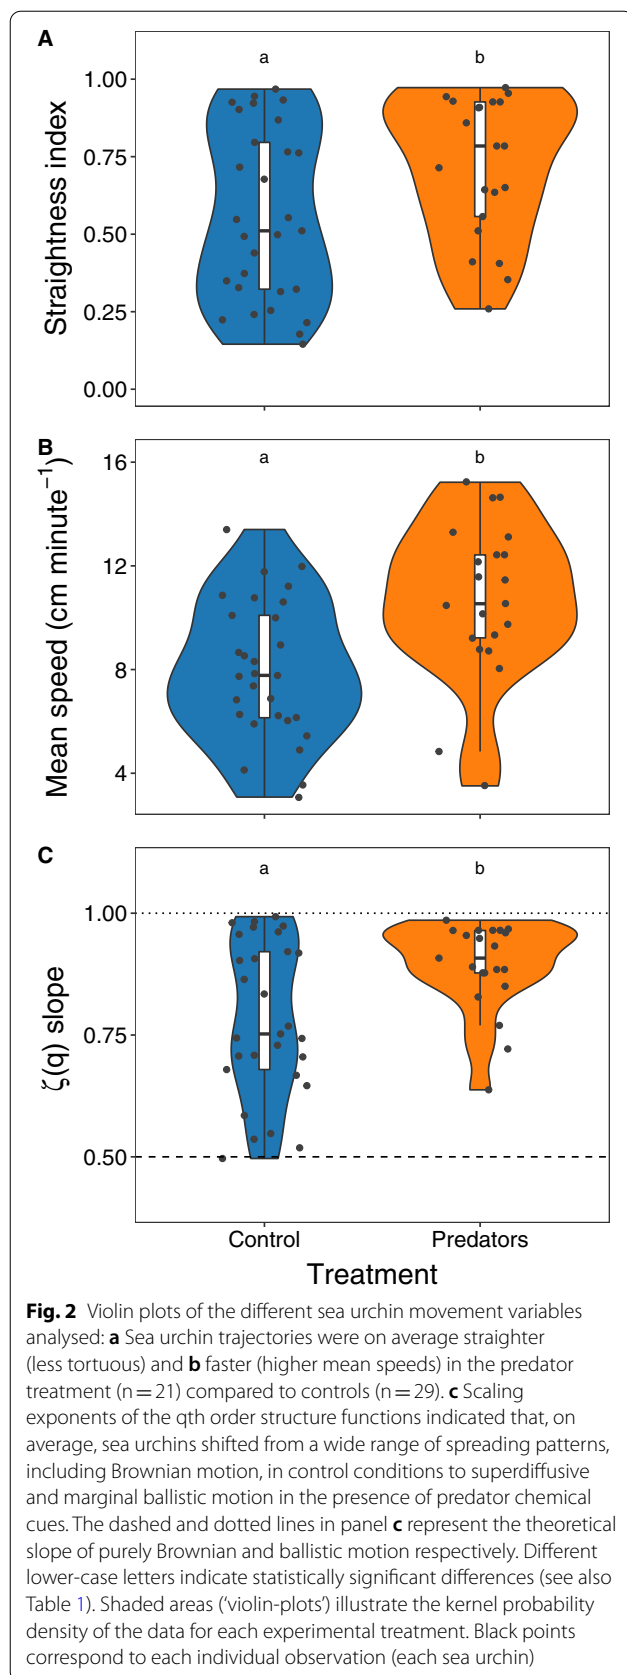 A
a
b
1.00
0.75
0.50
0.25
0.00
Straightness index
B
a
b
16
12
8
4
Mean speed (cm minute⁻¹)
C
a
b
1.00
0.75
0.50
ζ(q) slope
Control
Predators
Treatment
Fig. 2 Violin plots of the different sea urchin movement variables
analysed: a Sea urchin trajectories were on average straighter
(less tortuous) and b faster (higher mean speeds) in the predator
treatment (n = 21) compared to controls (n = 29). c Scaling
exponents of the qth order structure functions indicated that, on
average, sea urchins shifted from a wide range of spreading patterns,
including Brownian motion, in control conditions to superdiffusive
and marginal ballistic motion in the presence of predator chemical
cues. The dashed and dotted lines in panel c represent the theoretical
slope of purely Brownian and ballistic motion respectively. Different
lower-case letters indicate statistically significant differences (see also
Table 1). Shaded areas (‘violin-plots’) illustrate the kernel probability
density of the data for each experimental treatment. Black points
correspond to each individual observation (each sea urchin)